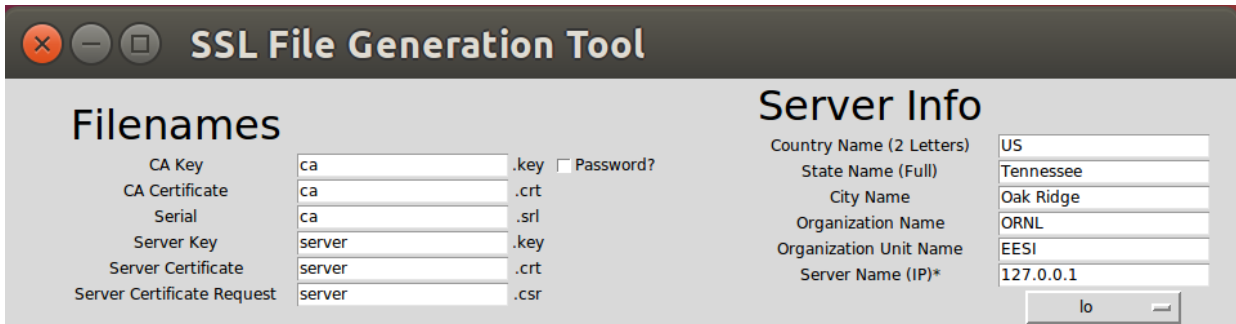 SSL File Generation Tool
Filenames
CA Key ca .key Password?
CA Certificate ca .crt
Serial ca .srl
Server Key server .key
Server Certificate server .crt
Server Certificate Request server .csr
Server Info
Country Name (2 Letters) US
State Name (Full) Tennessee
City Name Oak Ridge
Organization Name ORNL
Organization Unit Name EESI
Server Name (IP)* 127.0.0.1
lo